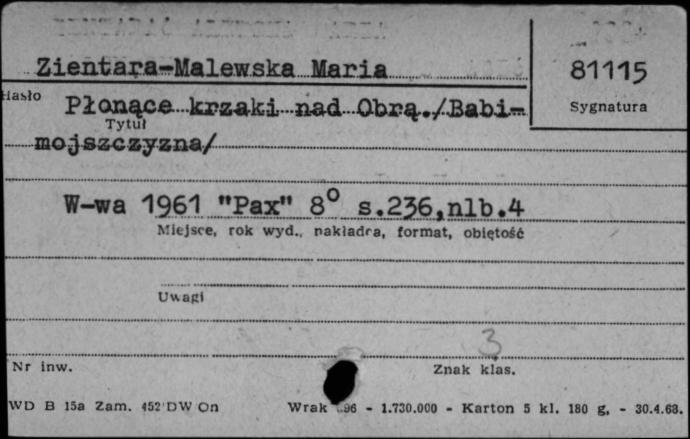 Zientara-Malewska Maria
81115
Hasło
Płonące krzaki nad Obrą./Babi-
Sygnatura
Tytuł
mojszczyzna/
W-wa 1961 "Pax" 8° s.236,nlb.4
Miejsce, rok wyd., nakładca, format, objętość
Uwagi
3
Nr inw.
Znak klas.
WD B 15a Zam. 452 DW On
Wrak 96 - 1.730.000 - Karton 5 kl. 180 g. - 30.4.68.